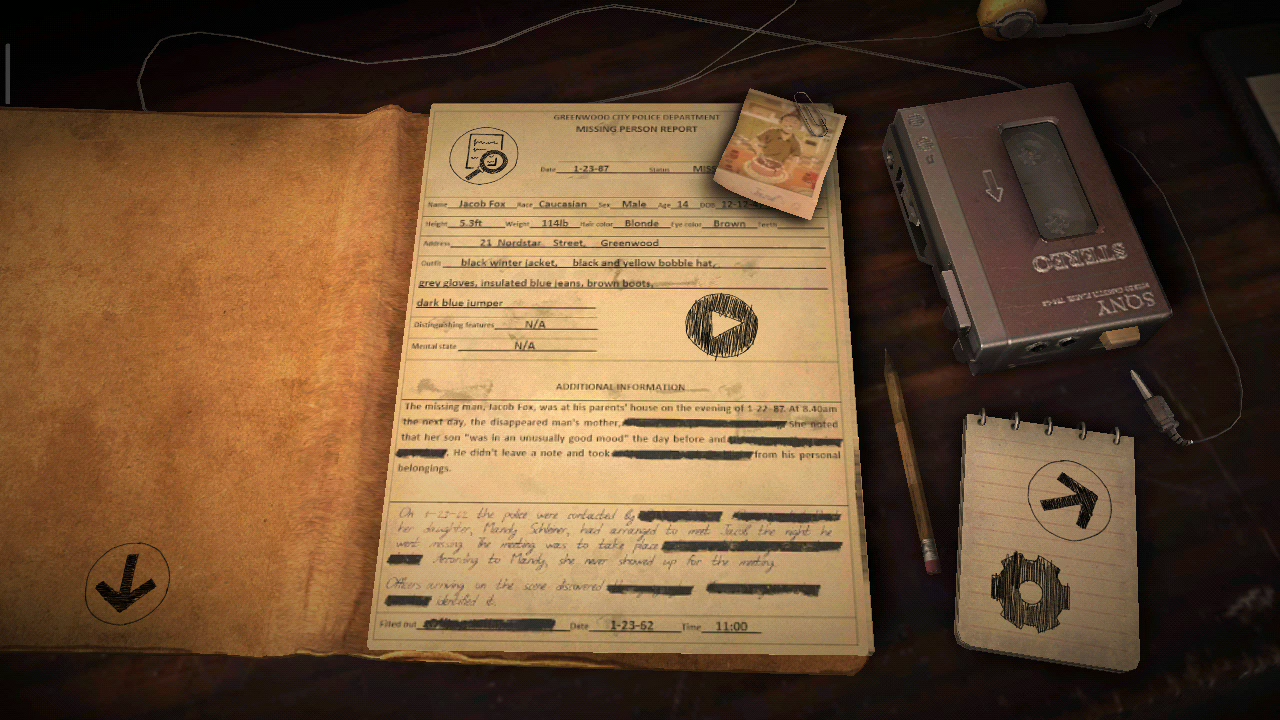 GREENWOOD CITY POLICE DEPARTMENT
MISSING PERSON REPORT
Date 1-23-87 Status
Name Jacob Fox Race Caucasian Sex Male Age 14 DOB
Height 5.3ft Weight 114lb Hair color Blonde Eye color Brown Teeth
Address 21 Nordstar Street, Greenwood
Outfit black winter jacket, black and yellow bobble hat,
grey gloves, insulated blue jeans, brown boots,
dark blue jumper
Distinguishing features N/A
Mental state N/A
ADDITIONAL INFORMATION
The missing man, Jacob Fox, was at his parents' house on the evening of 1-22-87. At 8.40am
the next day, the disappeared man's mother, She noted
that her son "was in an unusually good mood" the day before and
. He didn't leave a note and took from his personal
belongings.
On the police were contacted by
her daughter, Mandy had arranged to meet Jacob the night he
went missing. The meeting was to take place
According to Mandy, she never showed up for the meeting.
Officers arriving on the scene discovered
identified it.
Filled out Date 1-23-62 Time 11:00
STEREO
SONY